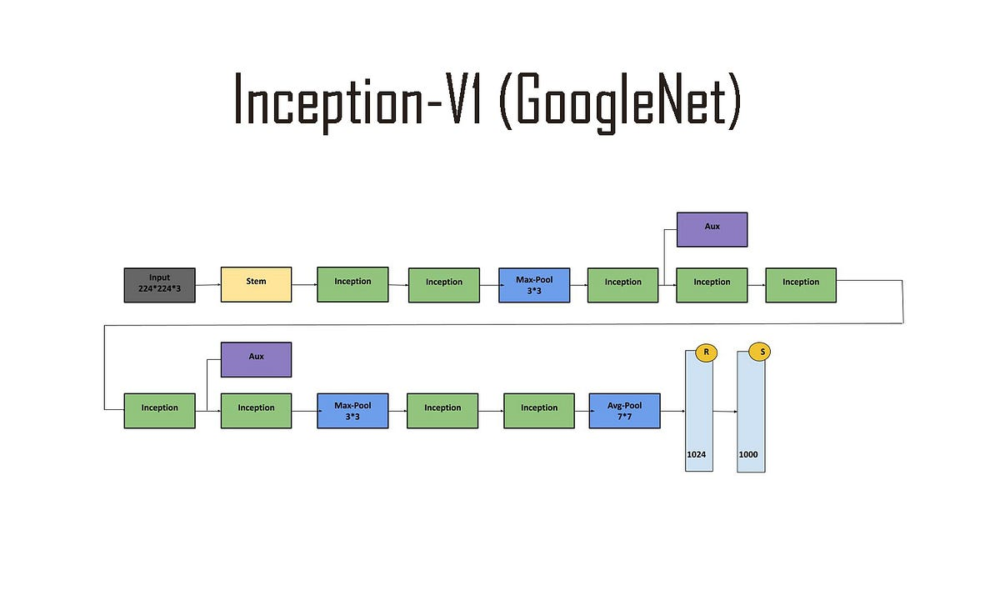 Inception-V1 (GoogleNet)
Aux
Input
224*224*3
Stem
Inception
Inception
Max-Pool
3*3
Inception
Inception
Inception
Aux
Inception
Inception
Max-Pool
3*3
Inception
Inception
Avg-Pool
7*7
R
1024
S
1000